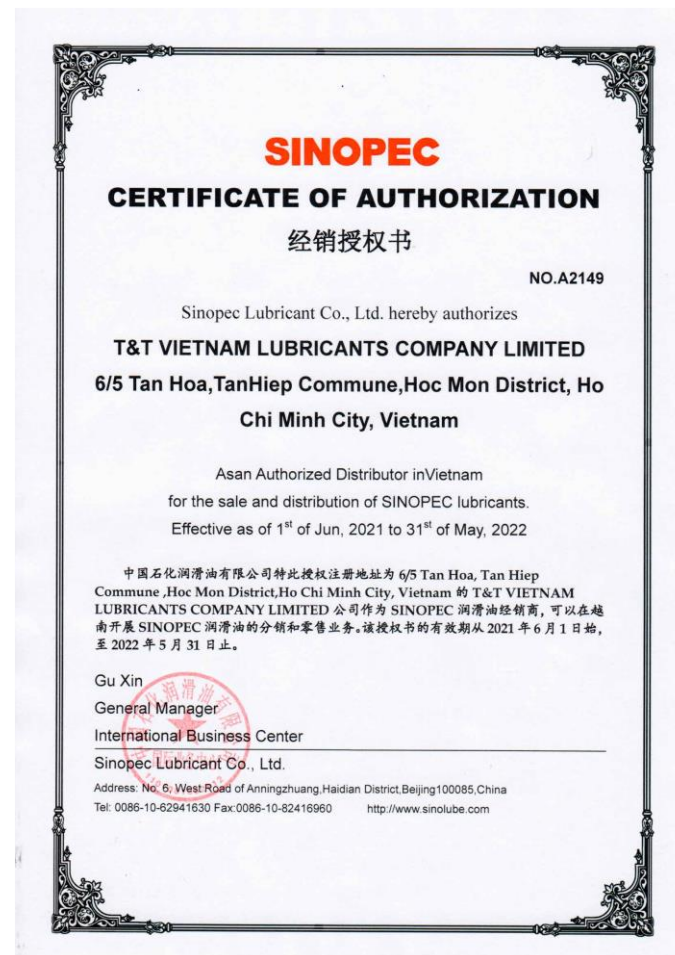 SINOPEC
CERTIFICATE OF AUTHORIZATION
经销授权书
NO.A2149
Sinopec Lubricant Co., Ltd. hereby authorizes
T&T VIETNAM LUBRICANTS COMPANY LIMITED
6/5 Tan Hoa,TanHiep Commune,Hoc Mon District, Ho
Chi Minh City, Vietnam
Asan Authorized Distributor inVietnam
for the sale and distribution of SINOPEC lubricants.
Effective as of 1st of Jun, 2021 to 31st of May, 2022
中国石化润滑油有限公司特此授权注册地址为 6/5 Tan Hoa, Tan Hiep
Commune ,Hoc Mon District,Ho Chi Minh City, Vietnam 的 T&T VIETNAM
LUBRICANTS COMPANY LIMITED 公司作为 SINOPEC 润滑油经销商, 可以在越
南开展 SINOPEC 润滑油的分销和零售业务。该授权书的有效期从 2021 年 6 月 1 日始,
至 2022 年 5 月 31 日止。
Gu Xin
General Manager
International Business Center
Sinopec Lubricant Co., Ltd.
Address: No. 6, West Road of Anningzhuang,Haidian District,Beijing100085,China
Tel: 0086-10-62941630 Fax:0086-10-82416960 http://www.sinolube.com